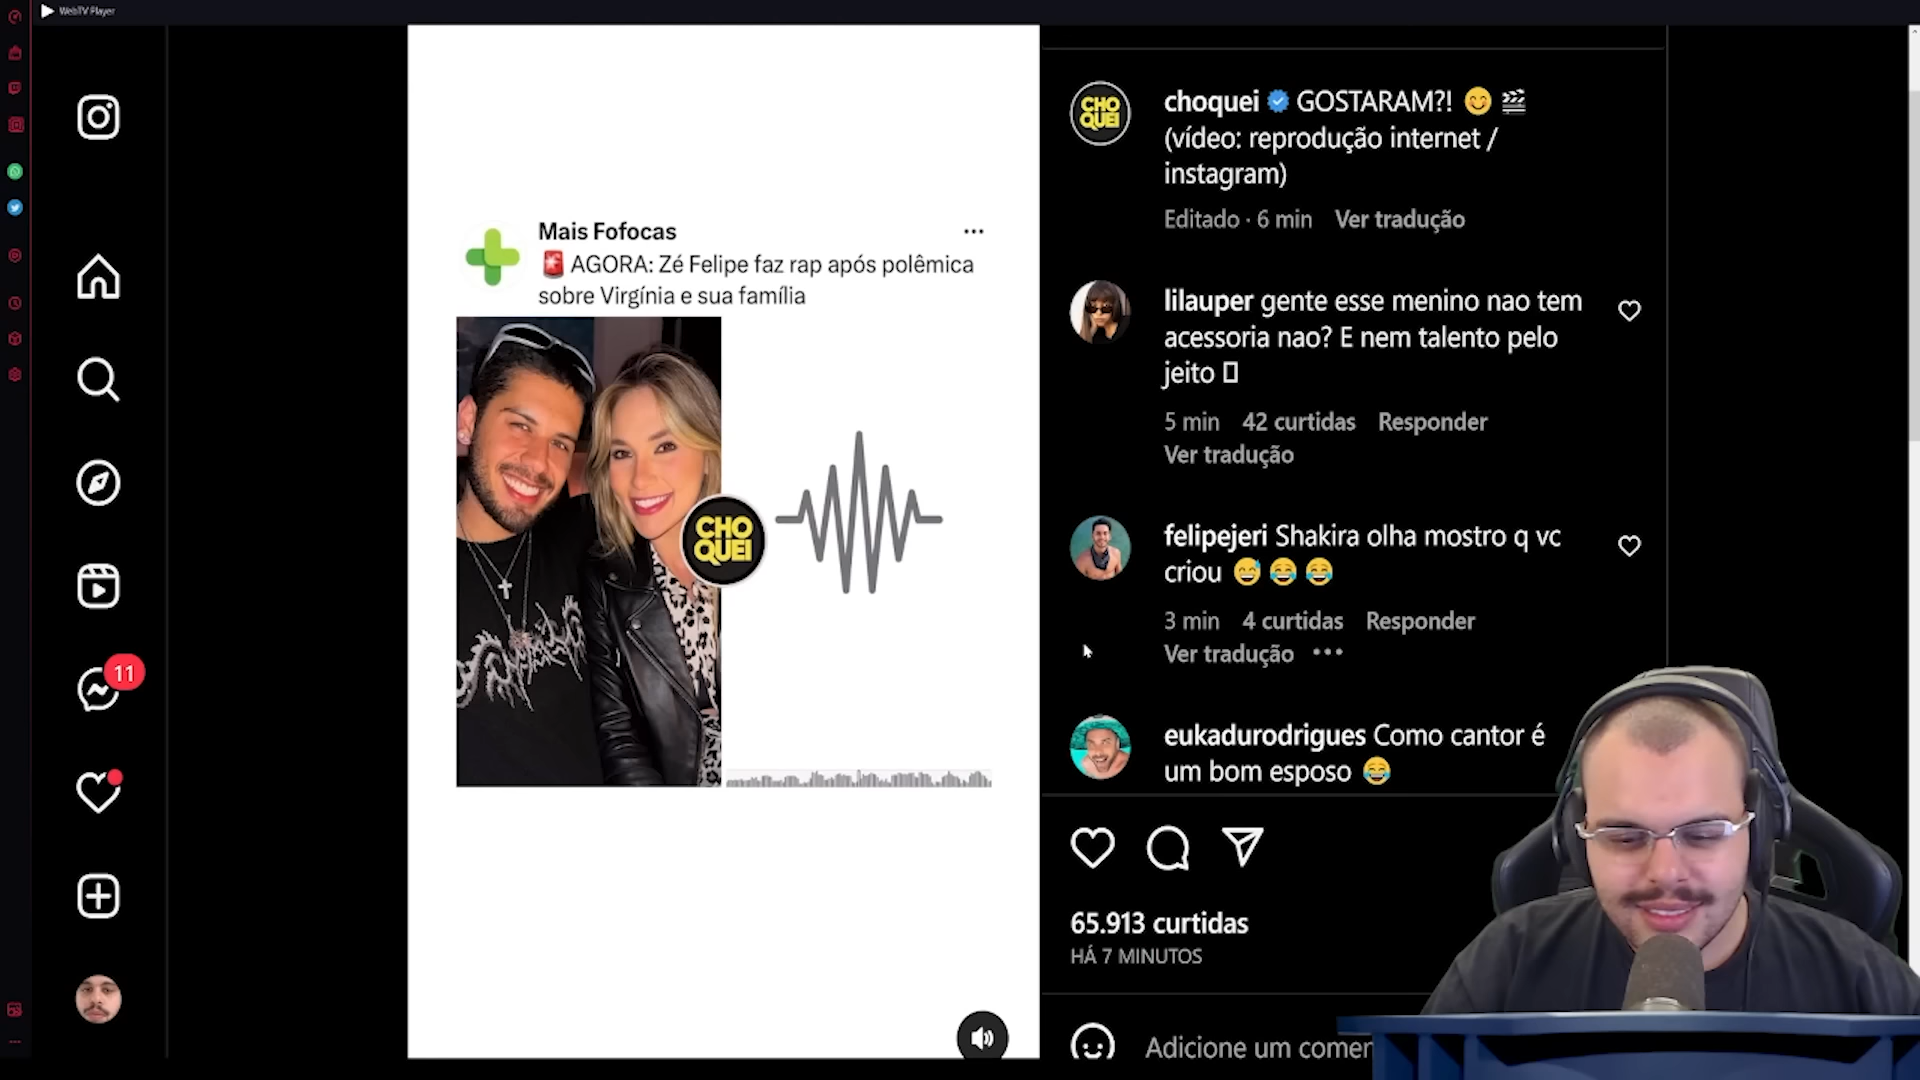 WebTV Player
CHO
QUEI
choquei GOSTARAM?! 😊 🎬
(vídeo: reprodução internet /
instagram)
Editado · 6 min Ver tradução
Mais Fofocas
🚨 AGORA: Zé Felipe faz rap após polêmica
sobre Virgínia e sua família
CHO
QUEI
lilauper gente esse menino nao tem
acessoria nao? E nem talento pelo
jeito
5 min 42 curtidas Responder
Ver tradução
felipejeri Shakira olha mostro q vc
criou 😅 😂 😂
3 min 4 curtidas Responder
Ver tradução •••
11
eukadurodrigues Como cantor é
um bom esposo 😂
65.913 curtidas
HÁ 7 MINUTOS
Adicione um comen